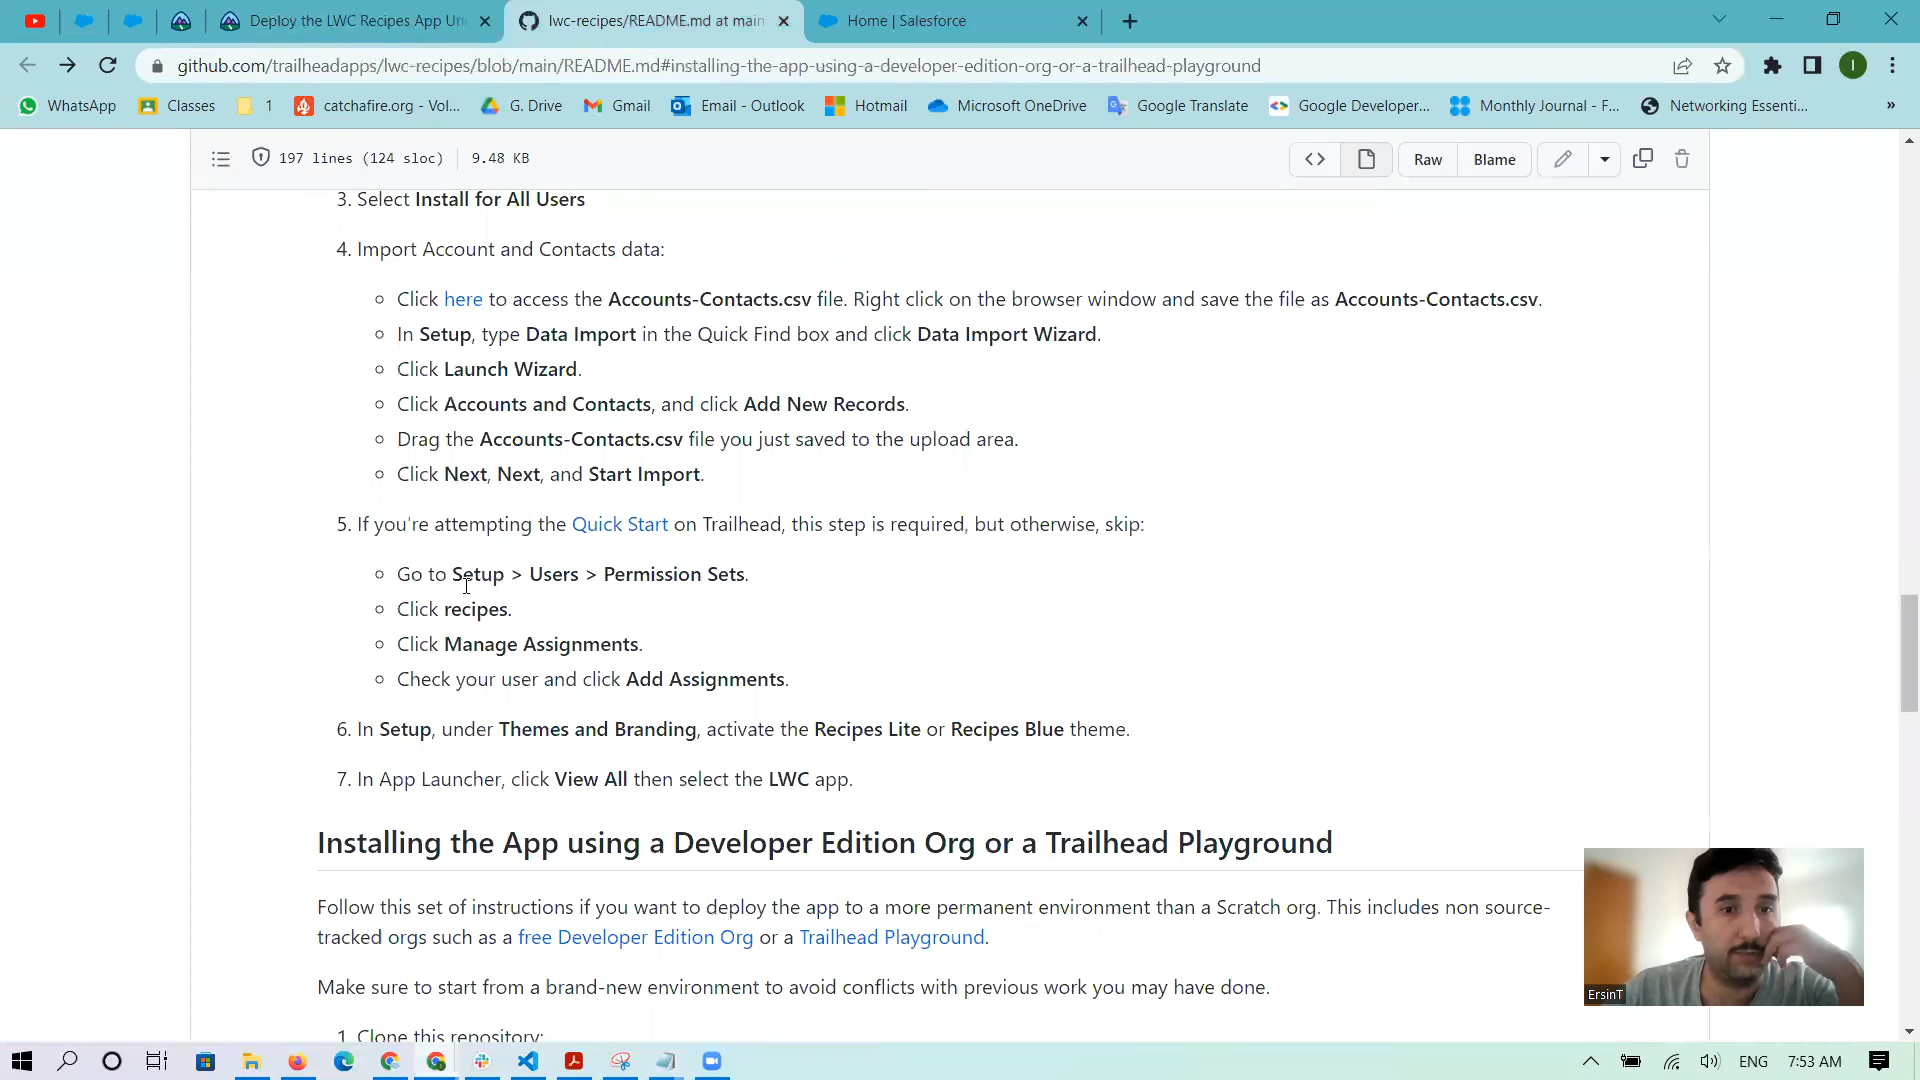 Deploy the LWC Recipes App Un
lwc-recipes/README.md at main
Home | Salesforce
github.com/trailheadapps/lwc-recipes/blob/main/README.md#installing-the-app-using-a-developer-edition-org-or-a-trailhead-playground
I
WhatsApp
Classes
1
catchafire.org - Vol...
G. Drive
Gmail
Email - Outlook
Hotmail
Microsoft OneDrive
Google Translate
Google Developer...
Monthly Journal - F...
Networking Essenti...
»
197 lines (124 sloc)
9.48 KB
Raw
Blame
3. Select Install for All Users
4. Import Account and Contacts data:
Click here to access the Accounts-Contacts.csv file. Right click on the browser window and save the file as Accounts-Contacts.csv.
In Setup, type Data Import in the Quick Find box and click Data Import Wizard.
Click Launch Wizard.
Click Accounts and Contacts, and click Add New Records.
Drag the Accounts-Contacts.csv file you just saved to the upload area.
Click Next, Next, and Start Import.
5. If you're attempting the Quick Start on Trailhead, this step is required, but otherwise, skip:
Go to Setup > Users > Permission Sets.
Click recipes.
Click Manage Assignments.
Check your user and click Add Assignments.
6. In Setup, under Themes and Branding, activate the Recipes Lite or Recipes Blue theme.
7. In App Launcher, click View All then select the LWC app.
Installing the App using a Developer Edition Org or a Trailhead Playground
Follow this set of instructions if you want to deploy the app to a more permanent environment than a Scratch org. This includes non source-
tracked orgs such as a free Developer Edition Org or a Trailhead Playground.
Make sure to start from a brand-new environment to avoid conflicts with previous work you may have done.
1. Clone this repository:
ErsinT
ENG
7:53 AM